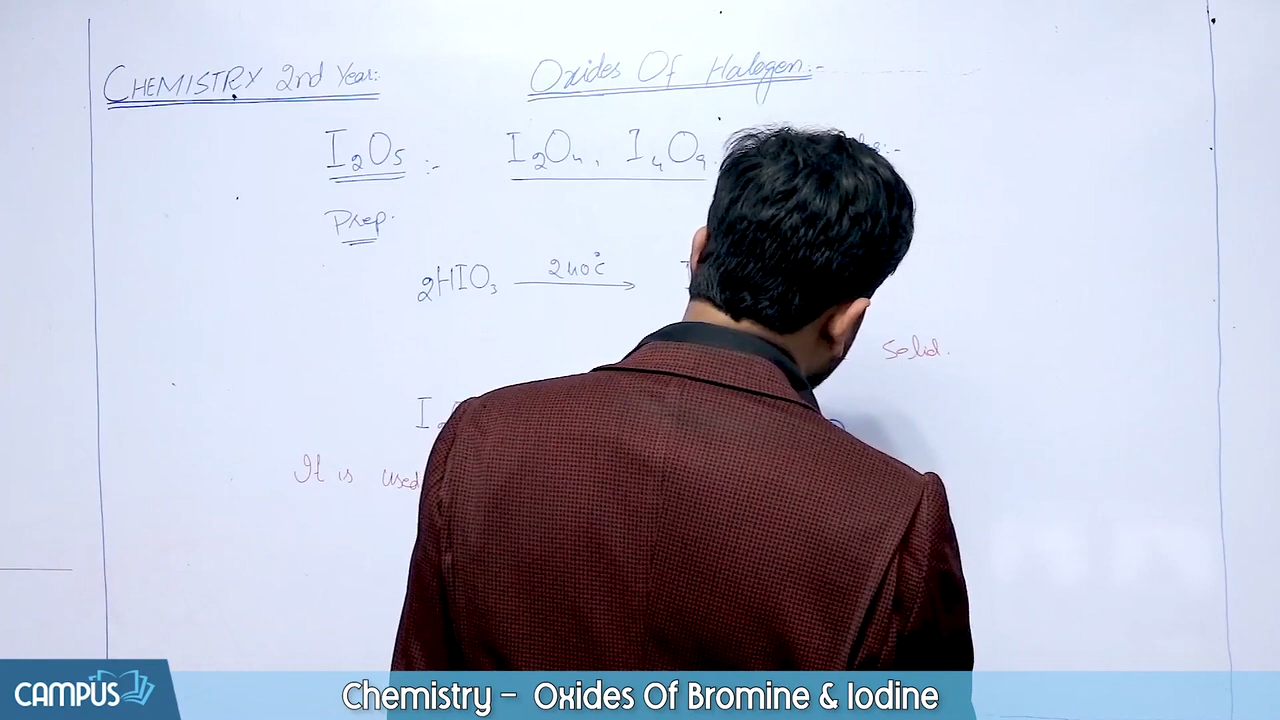 CHEMISTRY 2nd Year:
Oxides Of Halogen:-
I₂O₅ :- I₂O₄, I₄O₉.
Prep.
2HIO₃ 240°C
Solid.
I₂
It is used
CAMPUS
Chemistry – Oxides Of Bromine & Iodine